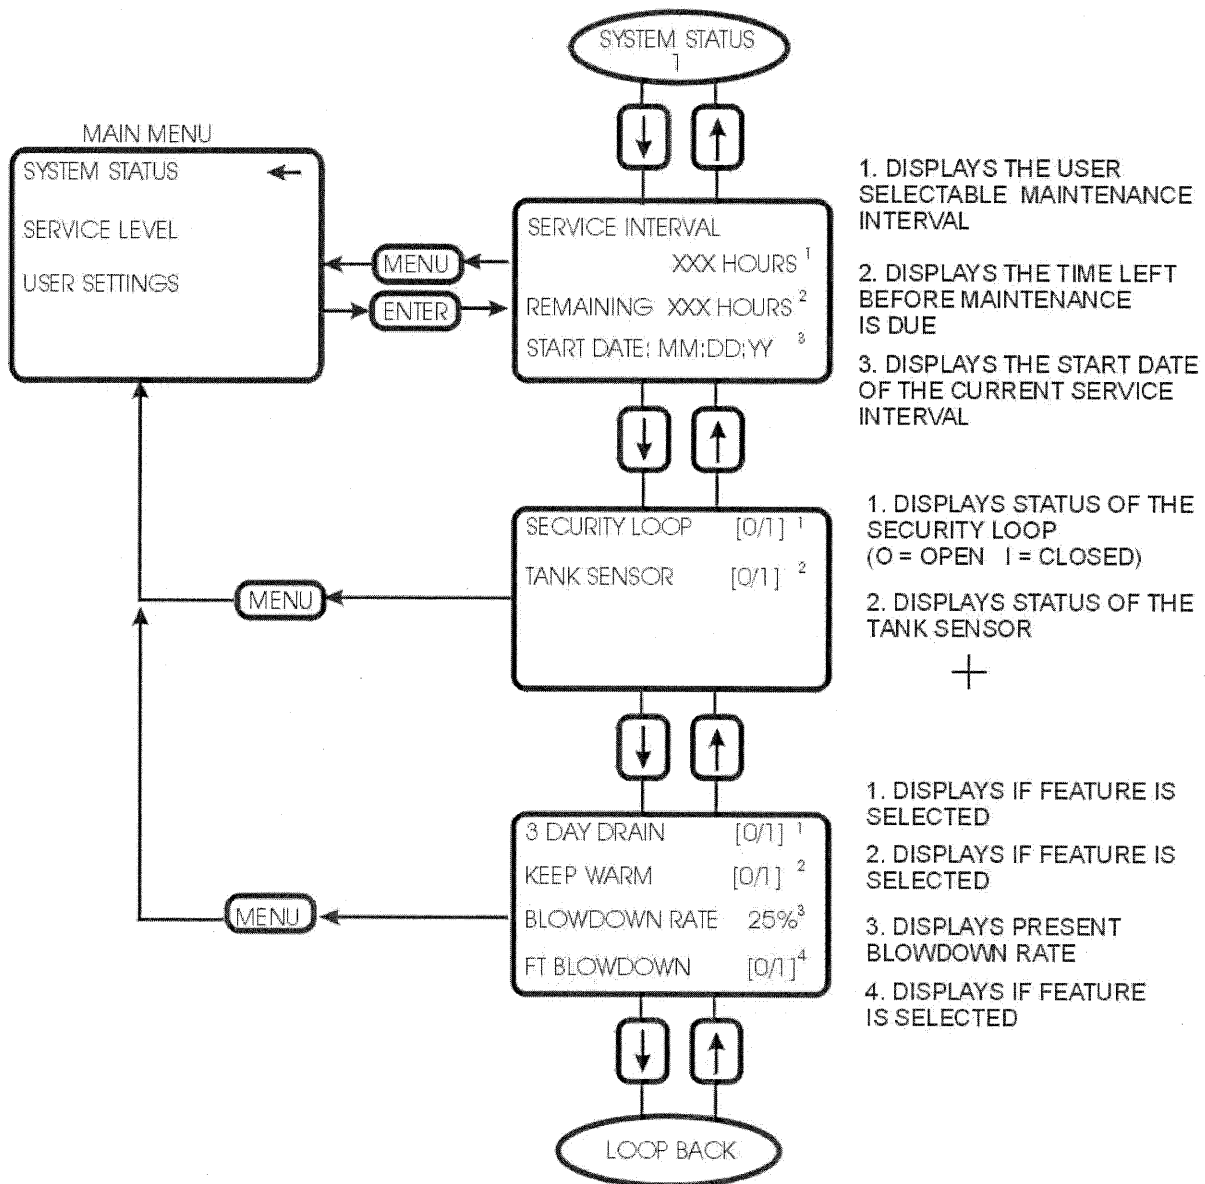 SYSTEM STATUS
1
MAIN MENU
SYSTEM STATUS
SERVICE LEVEL
USER SETTINGS
MENU
ENTER
SERVICE INTERVAL
XXX HOURS 1
REMAINING XXX HOURS 2
START DATE: MM:DD:YY 3
1. DISPLAYS THE USER
SELECTABLE MAINTENANCE
INTERVAL
2. DISPLAYS THE TIME LEFT
BEFORE MAINTENANCE
IS DUE
3. DISPLAYS THE START DATE
OF THE CURRENT SERVICE
INTERVAL
SECURITY LOOP [0/1] 1
TANK SENSOR [0/1] 2
MENU
1. DISPLAYS STATUS OF THE
SECURITY LOOP
(O = OPEN I = CLOSED)
2. DISPLAYS STATUS OF THE
TANK SENSOR
3 DAY DRAIN [0/1] 1
KEEP WARM [0/1] 2
BLOWDOWN RATE 25% 3
FT BLOWDOWN [0/1] 4
MENU
1. DISPLAYS IF FEATURE IS
SELECTED
2. DISPLAYS IF FEATURE IS
SELECTED
3. DISPLAYS PRESENT
BLOWDOWN RATE
4. DISPLAYS IF FEATURE
IS SELECTED
LOOP BACK